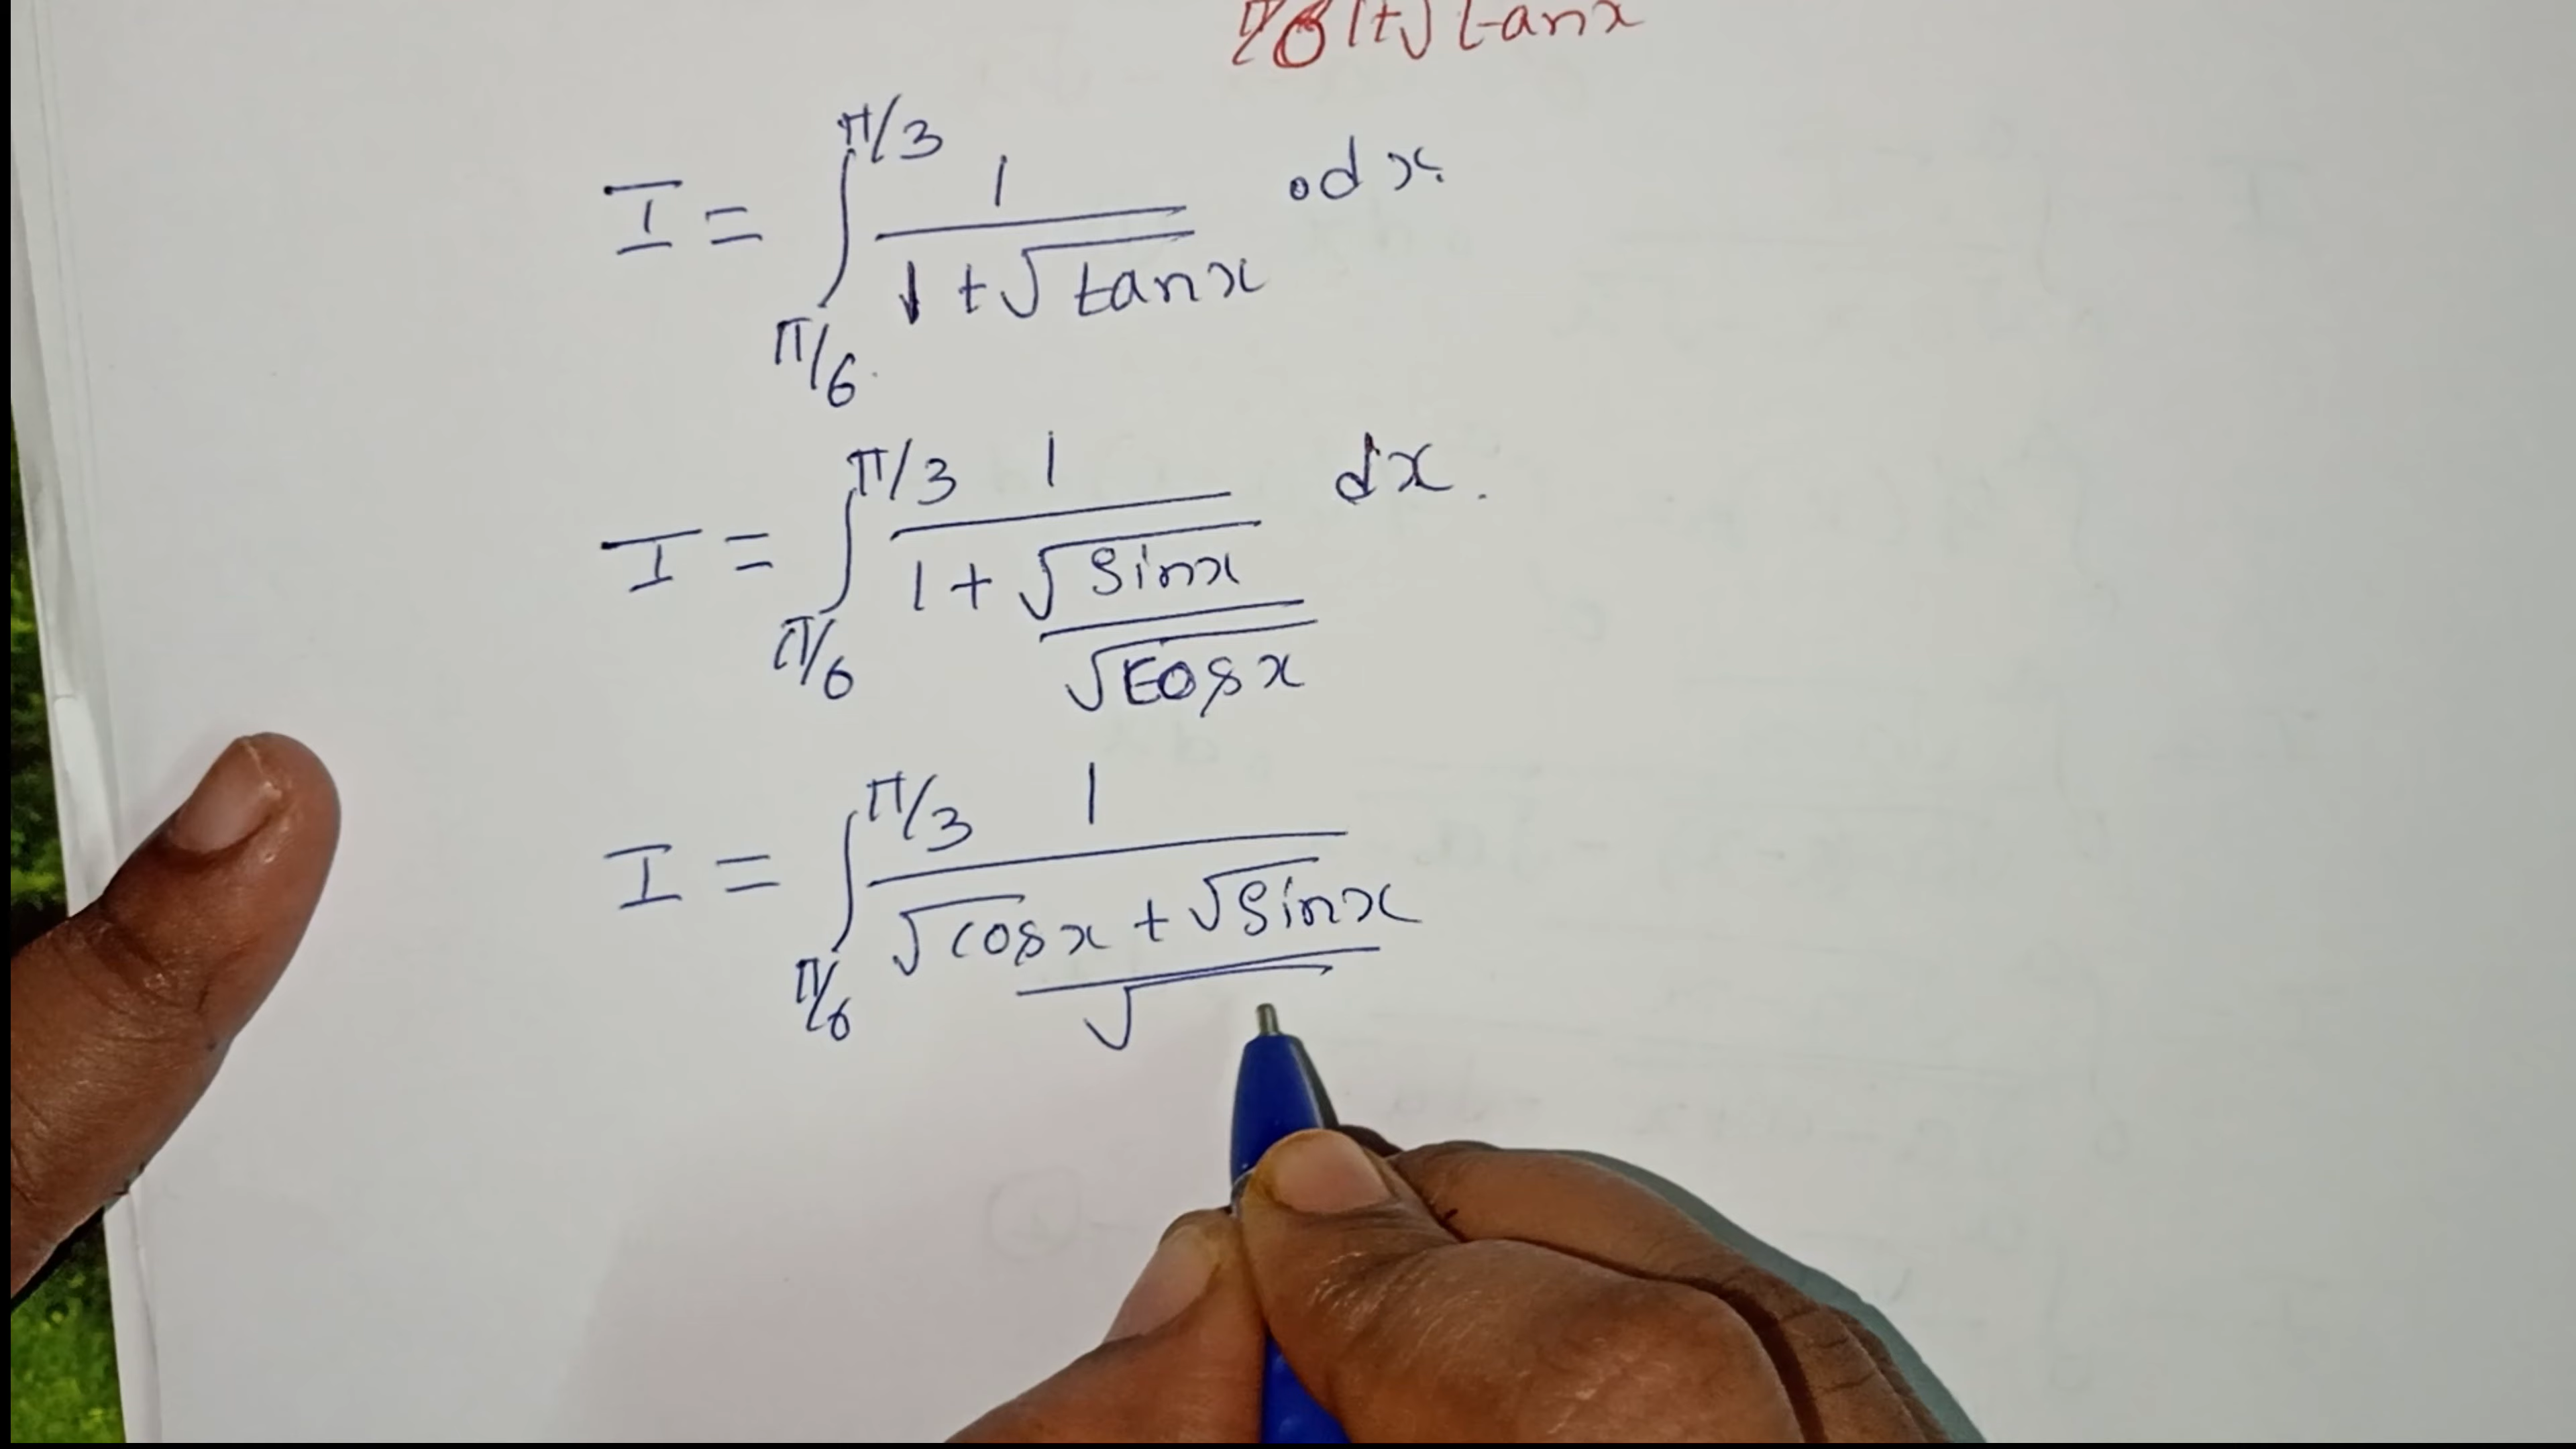 π/6 1+√tanx
I = ∫_{π/6}^{π/3} 1/(1+√tanx) .dx.
I = ∫_{π/6}^{π/3} 1/(1+√sinx/√cosx) dx.
I = ∫_{π/6}^{π/3} 1/((√cosx+√sinx)/√)